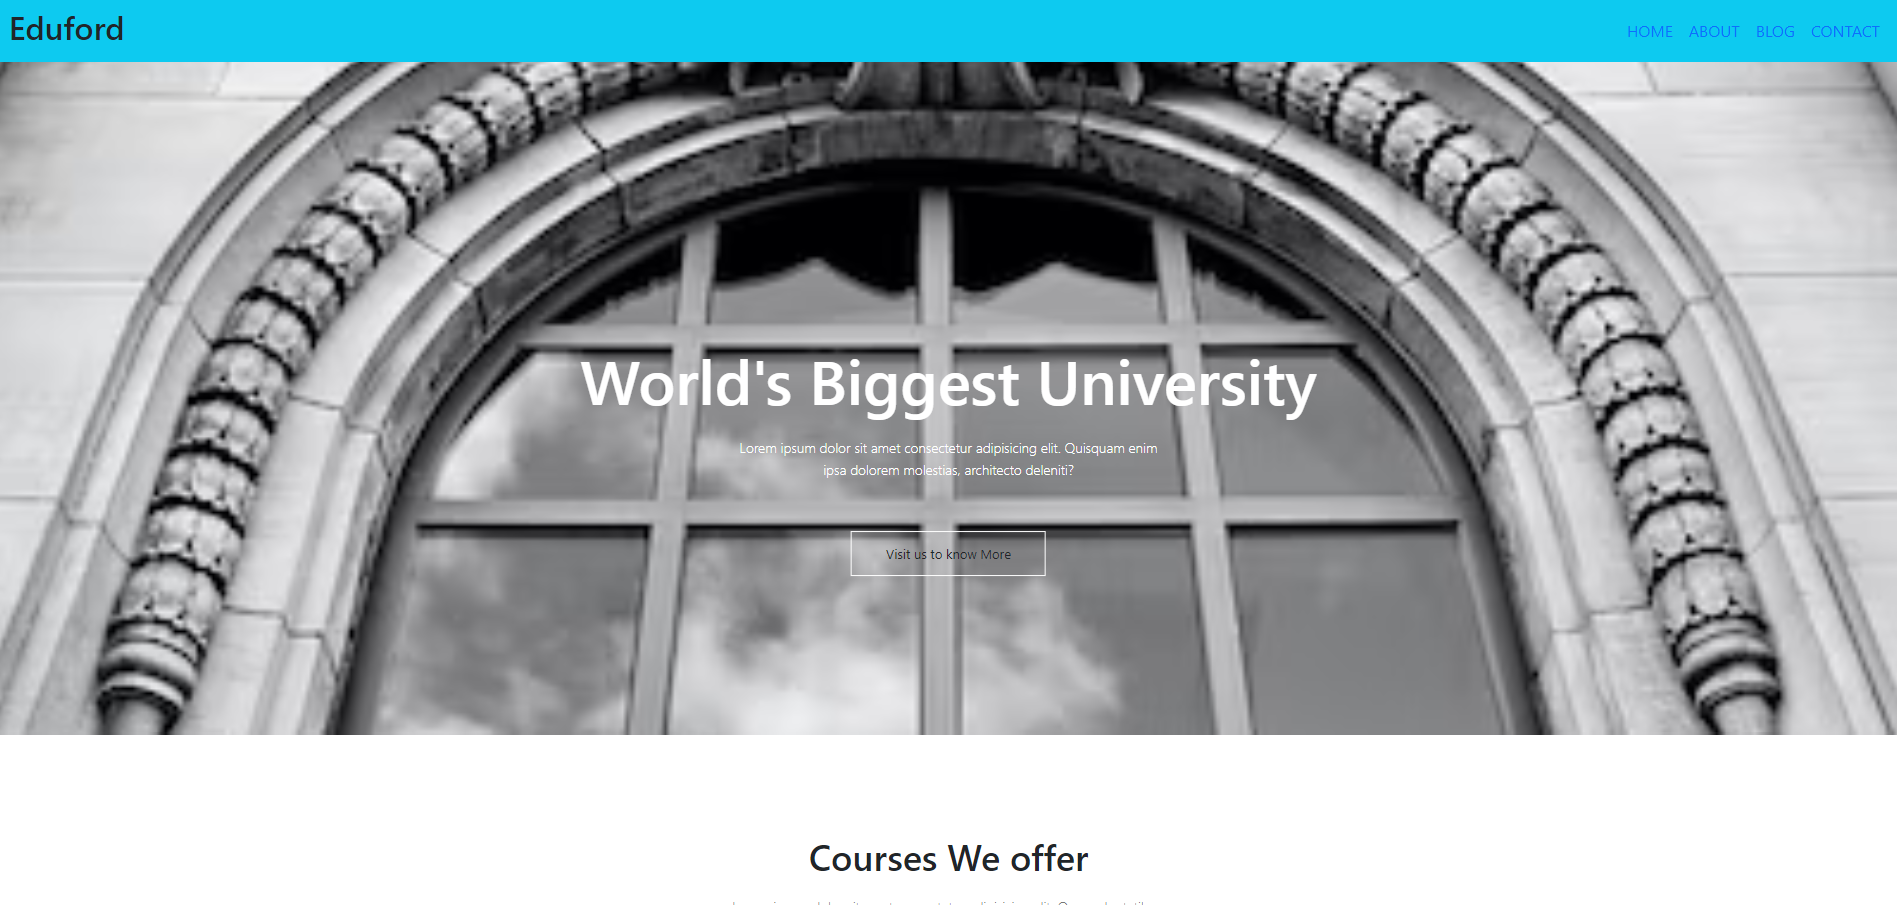 Eduford
HOME ABOUT BLOG CONTACT
World's Biggest University
Lorem ipsum dolor sit amet consectetur adipisicing elit. Quisquam enim
ipsa dolorem molestias, architecto deleniti?
Visit us to know More
Courses We offer